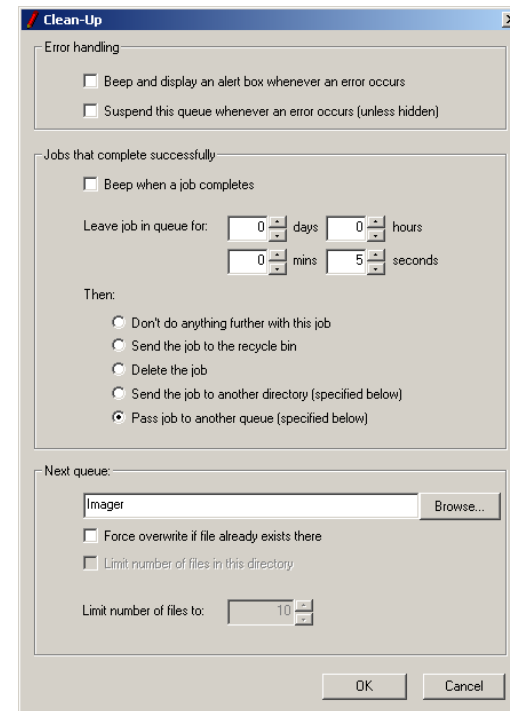 Clean-Up
Error handling
Beep and display an alert box whenever an error occurs
Suspend this queue whenever an error occurs (unless hidden)
Jobs that complete successfully
Beep when a job completes
Leave job in queue for: 0 days 0 hours
0 mins 5 seconds
Then:
Don't do anything further with this job
Send the job to the recycle bin
Delete the job
Send the job to another directory (specified below)
Pass job to another queue (specified below)
Next queue:
Imager Browse...
Force overwrite if file already exists there
Limit number of files in this directory
Limit number of files to: 10
OK Cancel